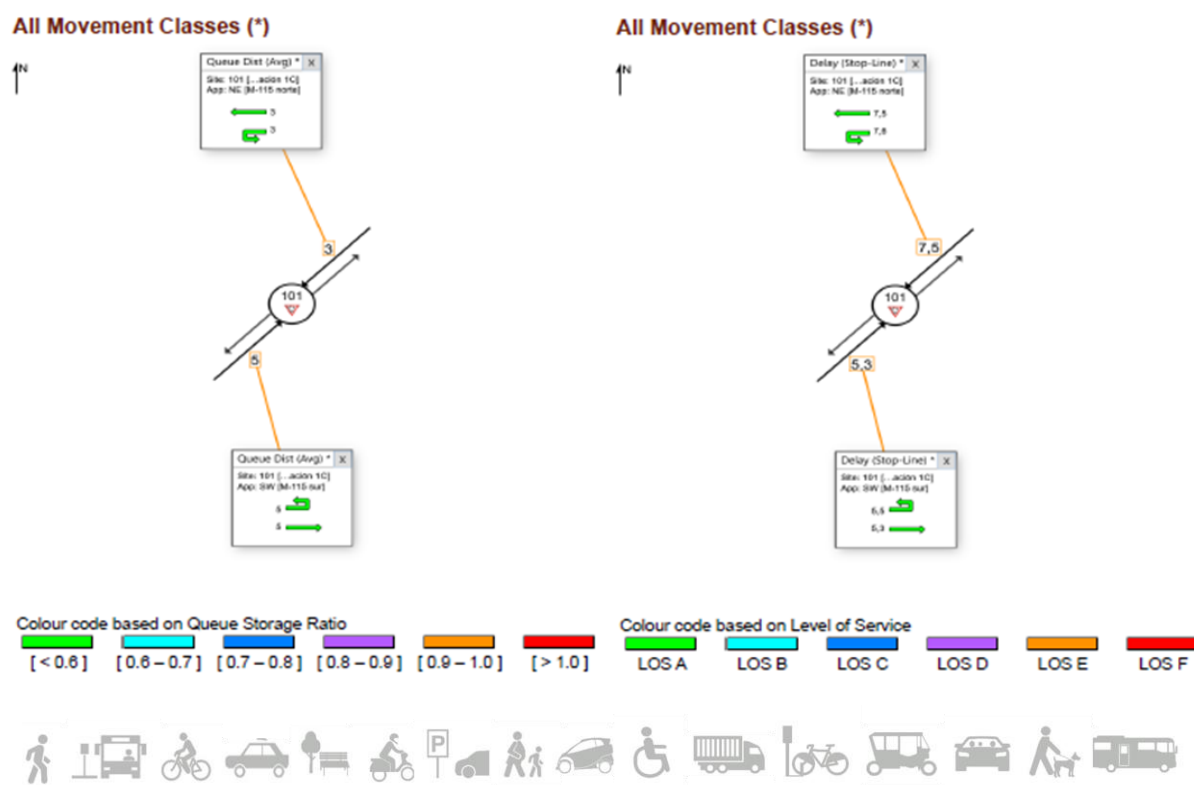 All Movement Classes (*)
N
Queue Dist (Avg) * X
Site: 101 [...ación 1C]
App: NE [M-115 norte]
3
3
3
101
5
Queue Dist (Avg) * X
Site: 101 [...ación 1C]
App: SW [M-115 sur]
5
5
Colour code based on Queue Storage Ratio
[ < 0.6 ] [ 0.6 – 0.7 ] [ 0.7 – 0.8 ] [ 0.8 – 0.9 ] [ 0.9 – 1.0 ] [ > 1.0 ]
All Movement Classes (*)
N
Delay (Stop-Line) * X
Site: 101 [...ación 1C]
App: NE [M-115 norte]
7,5
7,8
7,5
101
5,3
Delay (Stop-Line) * X
Site: 101 [...ación 1C]
App: SW [M-115 sur]
5,5
5,3
Colour code based on Level of Service
LOS A LOS B LOS C LOS D LOS E LOS F
P